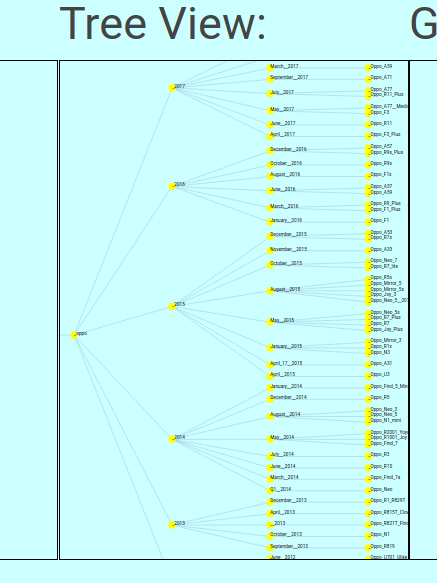 Tree View:
G
oppo
2017
2016
2015
2014
2013
March__2017
September__2017
July__2017
May__2017
June__2017
April__2017
December__2016
October__2016
August__2016
June__2016
March__2016
January__2016
December__2015
November__2015
October__2015
August__2015
May__2015
January__2015
April_17__2015
April__2015
January__2014
December__2014
August__2014
May__2014
July__2014
June__2014
March__2014
Q1__2014
December__2013
April__2013
__2013
October__2013
September__2013
June__2012
Oppo_A39
Oppo_A71
Oppo_A77
Oppo_R11_Plus
Oppo_A77__Med
Oppo_F3
Oppo_R11
Oppo_F3_Plus
Oppo_A57
Oppo_R9s_Plus
Oppo_R9s
Oppo_F1s
Oppo_A37
Oppo_A59
Oppo_R9_Plus
Oppo_F1_Plus
Oppo_F1
Oppo_A53
Oppo_R7s
Oppo_A33
Oppo_Neo_7
Oppo_R7_lite
Oppo_R5s
Oppo_Mirror_5
Oppo_Mirror_5s
Oppo_Joy_3
Oppo_Neo_5__20
Oppo_Neo_5s
Oppo_R7_Plus
Oppo_R7
Oppo_Joy_Plus
Oppo_Mirror_3
Oppo_R1x
Oppo_N3
Oppo_A31
Oppo_U3
Oppo_Find_5_Min
Oppo_R5
Oppo_Neo_3
Oppo_Neo_5
Oppo_N1_mini
Oppo_R2001_Yoy
Oppo_R1001_Joy
Oppo_Find_7
Oppo_R3
Oppo_R1S
Oppo_Find_7a
Oppo_Neo
Oppo_R1_R829T
Oppo_R815T_Clo
Oppo_R821T_Find
Oppo_N1
Oppo_R819
Oppo_U701_Ulike